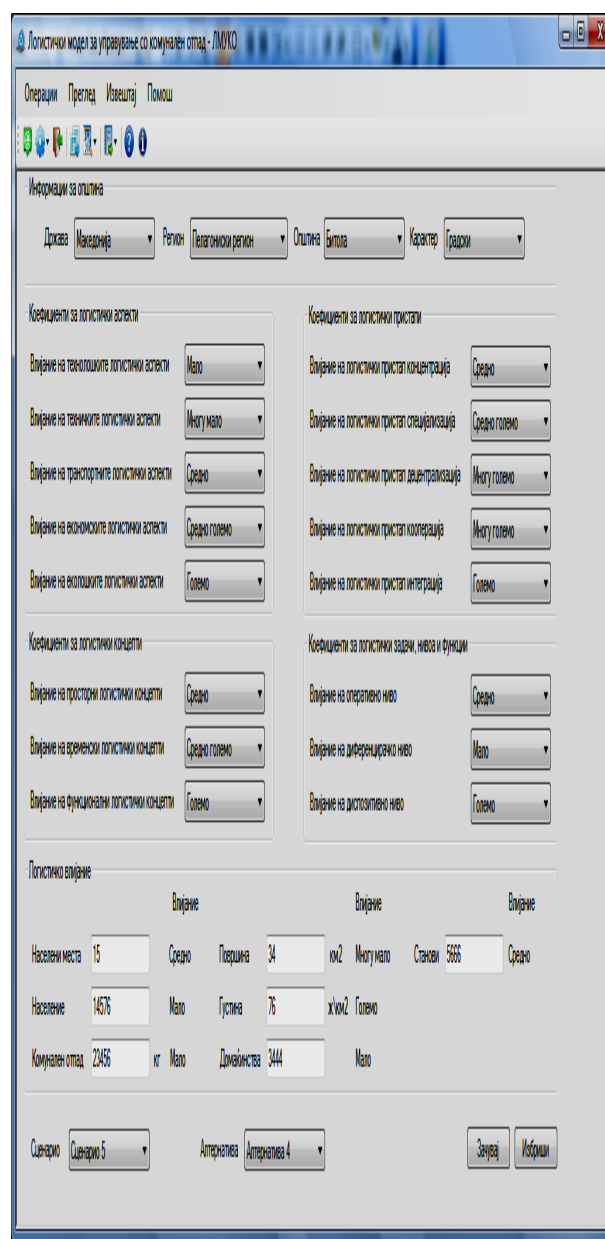 Логистички модел за управување со комунален отпад - ЛМУКО
Операции Преглед Извештај Помош
Информации за општина
Држава Македонија Регион Пелагониски регион Општина Битола Карактер Градски
Коефициенти за логистички аспекти
Влијание на технолошките логистички аспекти Мало
Влијание на техничките логистички аспекти Многу мало
Влијание на транспортните логистички аспекти Средно
Влијание на економските логистички аспекти Средно големо
Влијание на еколошките логистички аспекти Големо
Коефициенти за логистички пристапи
Влијание на логистички пристап концентрација Средно
Влијание на логистички пристап специјализација Средно големо
Влијание на логистички пристап децентрализација Многу големо
Влијание на логистички пристап кооперација Многу големо
Влијание на логистички пристап интеграција Големо
Коефициенти за логистички концепти
Влијание на просторни логистички концепти Средно
Влијание на временски логистички концепти Средно големо
Влијание на функционални логистички концепти Големо
Коефициенти за логистички задачи, нивоа и функции
Влијание на оперативно ниво Средно
Влијание на диференцирачко ниво Мало
Влијание на диспозитивно ниво Големо
Логистичко влијание
Влијание Влијание Влијание
Населени места 15 Средно Површина 34 км2 Многу мало Станови 5666 Средно
Население 14576 Мало Густина 76 ж\км2 Големо
Комунален отпад 23456 кг Мало Домаќинства 3444 Мало
Сценарио Сценарио 5 Алтернатива Алтернатива 4 Зачувај Избриши